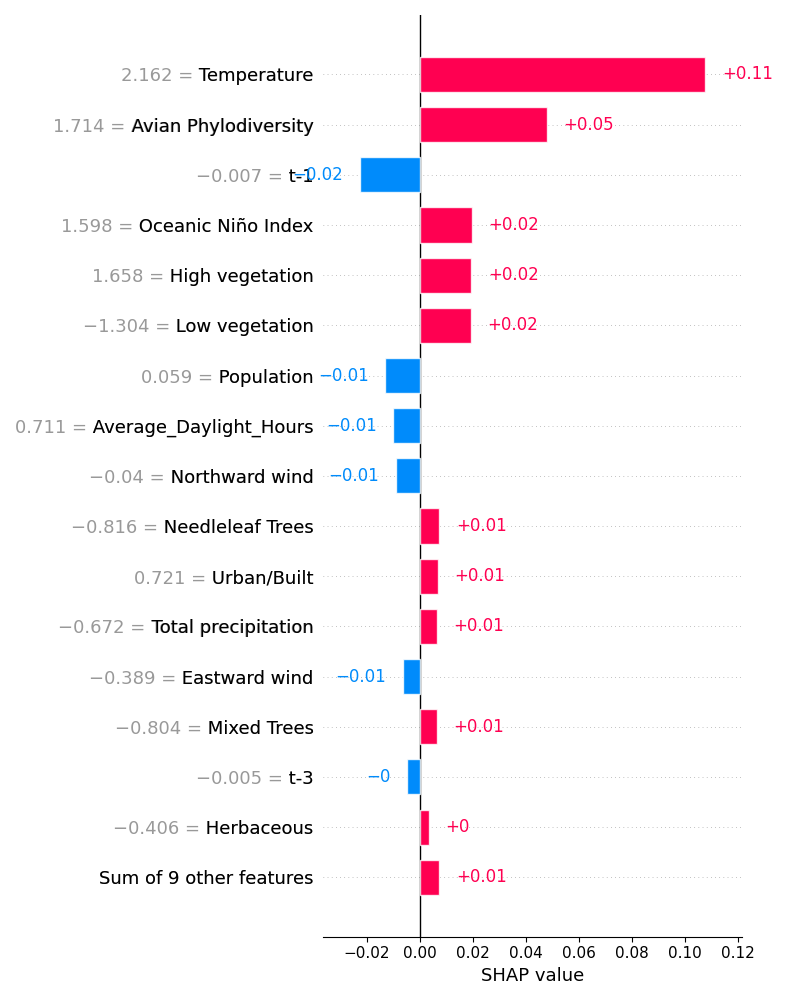 2.162 = Temperature +0.11
1.714 = Avian Phylodiversity +0.05
−0.007 = t-1 −0.02
1.598 = Oceanic Niño Index +0.02
1.658 = High vegetation +0.02
−1.304 = Low vegetation +0.02
0.059 = Population −0.01
0.711 = Average_Daylight_Hours −0.01
−0.04 = Northward wind −0.01
−0.816 = Needleleaf Trees +0.01
0.721 = Urban/Built +0.01
−0.672 = Total precipitation +0.01
−0.389 = Eastward wind −0.01
−0.804 = Mixed Trees +0.01
−0.005 = t-3 −0
−0.406 = Herbaceous +0
Sum of 9 other features +0.01
−0.02 0.00 0.02 0.04 0.06 0.08 0.10 0.12
SHAP value